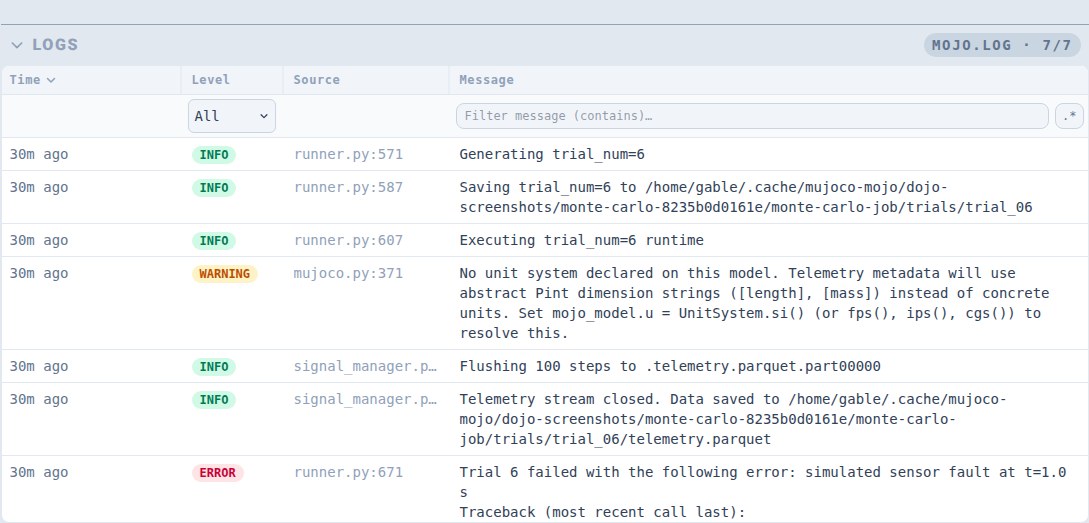 LOGS
MOJO.LOG · 7/7
Time Level Source Message
All Filter message (contains)… .*
30m ago INFO runner.py:571 Generating trial_num=6
30m ago INFO runner.py:587 Saving trial_num=6 to /home/gable/.cache/mujoco-mojo/dojo-
screenshots/monte-carlo-8235b0d0161e/monte-carlo-job/trials/trial_06
30m ago INFO runner.py:607 Executing trial_num=6 runtime
30m ago WARNING mujoco.py:371 No unit system declared on this model. Telemetry metadata will use
abstract Pint dimension strings ([length], [mass]) instead of concrete
units. Set mojo_model.u = UnitSystem.si() (or fps(), ips(), cgs()) to
resolve this.
30m ago INFO signal_manager.p… Flushing 100 steps to .telemetry.parquet.part00000
30m ago INFO signal_manager.p… Telemetry stream closed. Data saved to /home/gable/.cache/mujoco-
mojo/dojo-screenshots/monte-carlo-8235b0d0161e/monte-carlo-
job/trials/trial_06/telemetry.parquet
30m ago ERROR runner.py:671 Trial 6 failed with the following error: simulated sensor fault at t=1.0
s
Traceback (most recent call last):